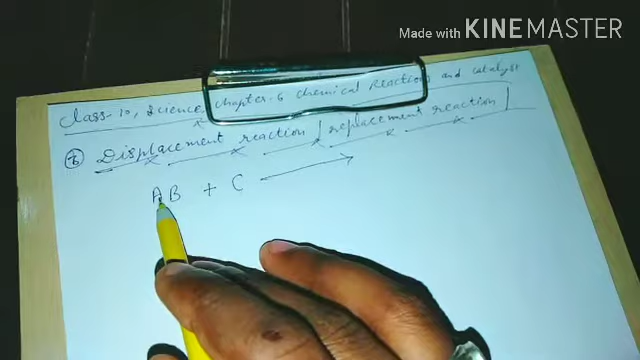 Made with KINEMASTER
Class-10, Science, Chapter-6 Chemical Reactions and catalyst
Displacement reaction / replacement reaction /
AB + C →